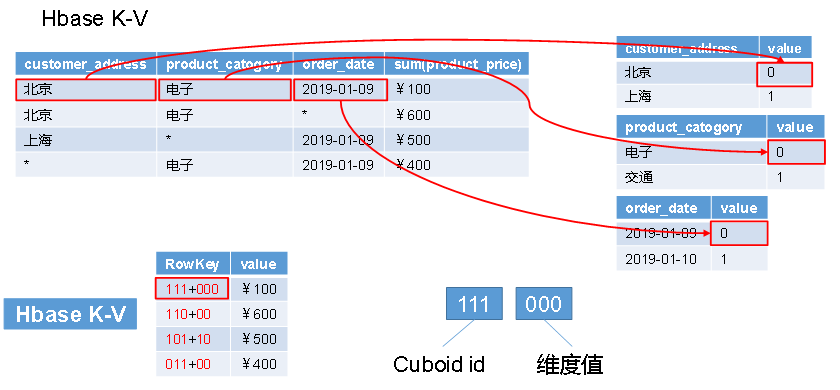 Hbase K-V
customer_address product_catogory order_date sum(product_price)
北京 电子 2019-01-09 ¥100
北京 电子 * ¥600
上海 * 2019-01-09 ¥500
* 电子 2019-01-09 ¥400
customer_address value
北京 0
上海 1
product_catogory value
电子 0
交通 1
order_date value
2019-01-09 0
2019-01-10 1
RowKey value
111+000 ¥100
110+00 ¥600
101+10 ¥500
011+00 ¥400
Hbase K-V
111 000
Cuboid id 维度值